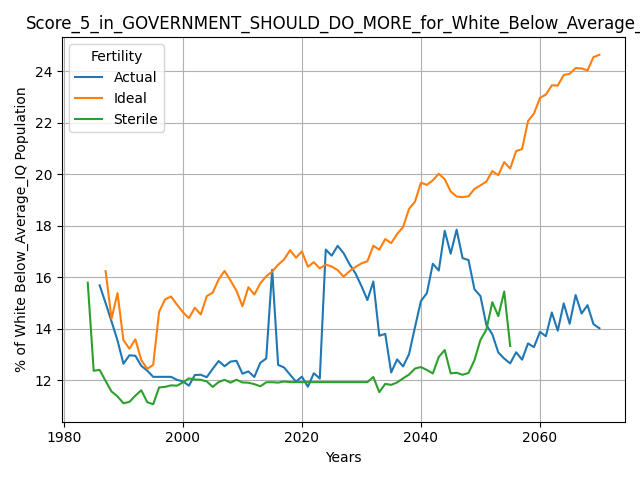 Score_5_in_GOVERNMENT_SHOULD_DO_MORE_for_White_Below_Average_
Fertility
Actual
Ideal
Sterile
% of White Below_Average_IQ Population
24
22
20
18
16
14
12
1980
2000
2020
2040
2060
Years